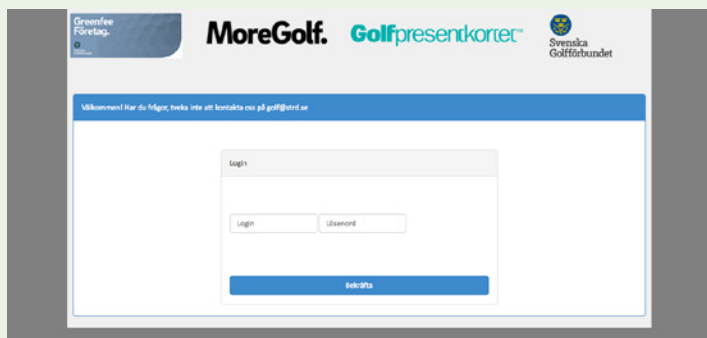 Greenfee
Företag.
MoreGolf.
Golfpresentkortet™
Svenska
Golfförbundet
Välkommen! Har du frågor, tveka inte att kontakta oss på golf@strd.se
Login
Login
Lösenord
Bekräfta